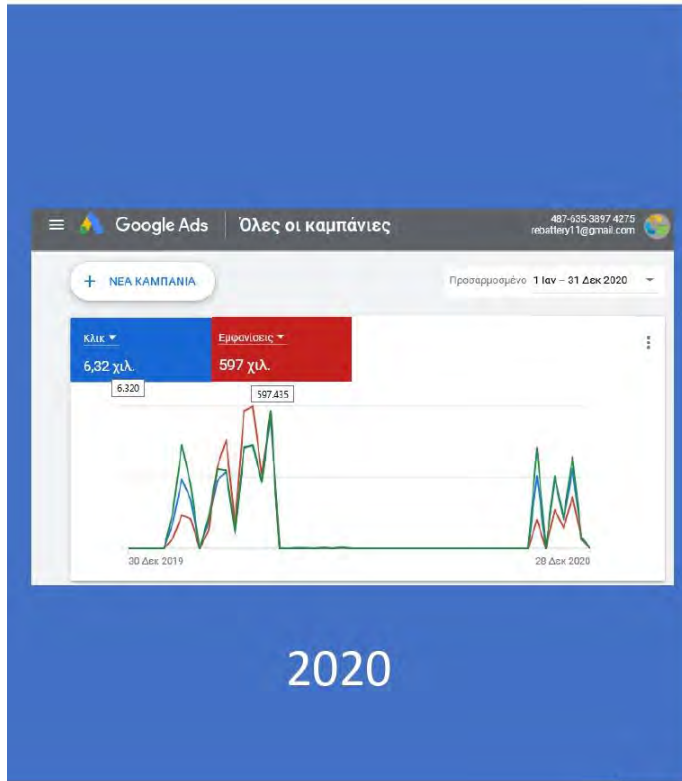 Google Ads
Όλες οι καμπάνιες
487-635-3897 4275
rebattery11@gmail.com
+ ΝΕΑ ΚΑΜΠΑΝΙΑ
Προσαρμοσμένο 1 Ιαν – 31 Δεκ 2020
Κλικ
Εμφανίσεις
6,32 χιλ.
597 χιλ.
6.320
597.435
30 Δεκ 2019
28 Δεκ 2020
2020